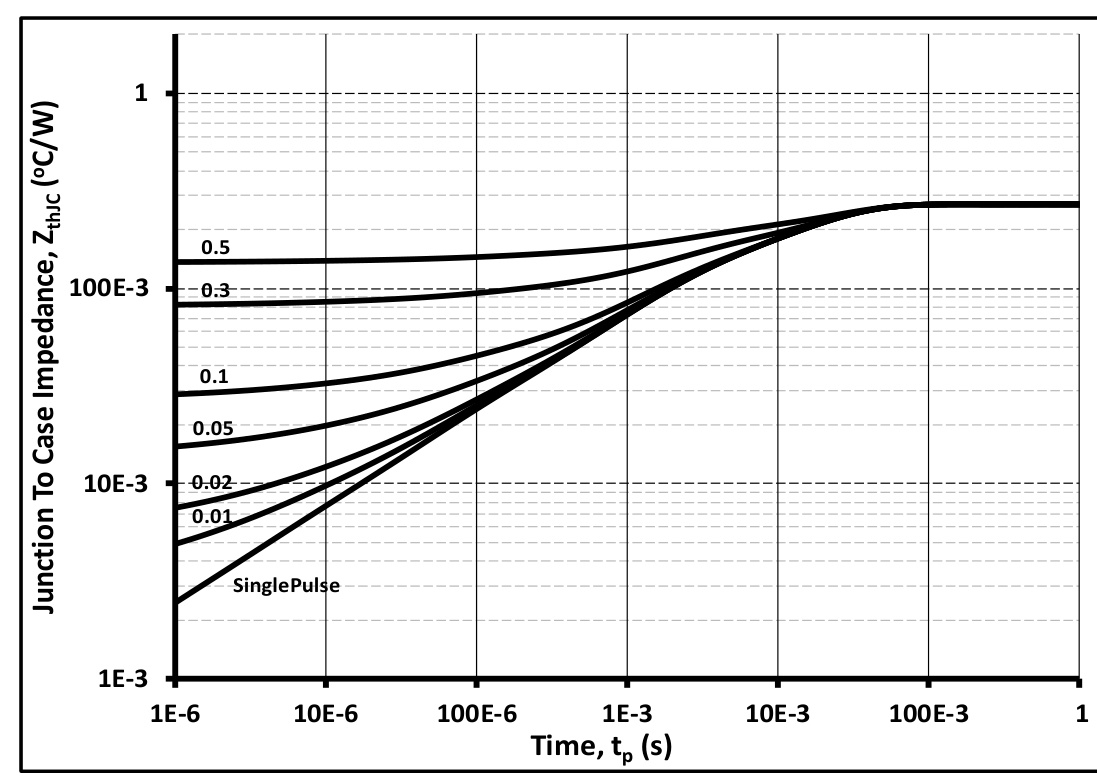 Junction To Case Impedance, ZthJC (oC/W)
1
100E-3
10E-3
1E-3
0.5
0.3
0.1
0.05
0.02
0.01
SinglePulse
1E-6 10E-6 100E-6 1E-3 10E-3 100E-3 1
Time, tp (s)